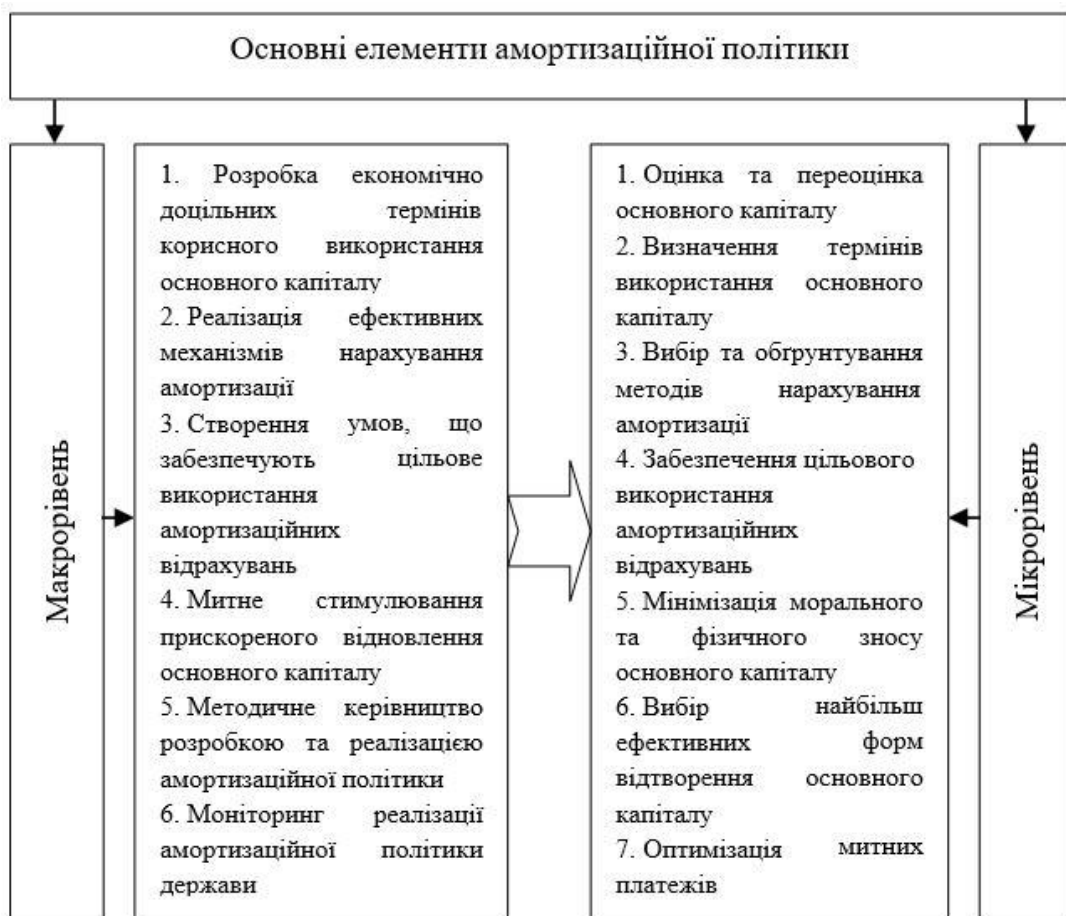 Основні елементи амортизаційної політики
Макрорівень
1. Розробка економічно
доцільних термінів
корисного використання
основного капіталу
2. Реалізація ефективних
механізмів нарахування
амортизації
3. Створення умов, що
забезпечують цільове
використання
амортизаційних
відрахувань
4. Митне стимулювання
прискореного відновлення
основного капіталу
5. Методичне керівництво
розробкою та реалізацією
амортизаційної політики
6. Моніторинг реалізації
амортизаційної політики
держави
1. Оцінка та переоцінка
основного капіталу
2. Визначення термінів
використання основного
капіталу
3. Вибір та обґрунтування
методів нарахування
амортизації
4. Забезпечення цільового
використання
амортизаційних
відрахувань
5. Мінімізація морального
та фізичного зносу
основного капіталу
6. Вибір найбільш
ефективних форм
відтворення основного
капіталу
7. Оптимізація митних
платежів
Мікрорівень